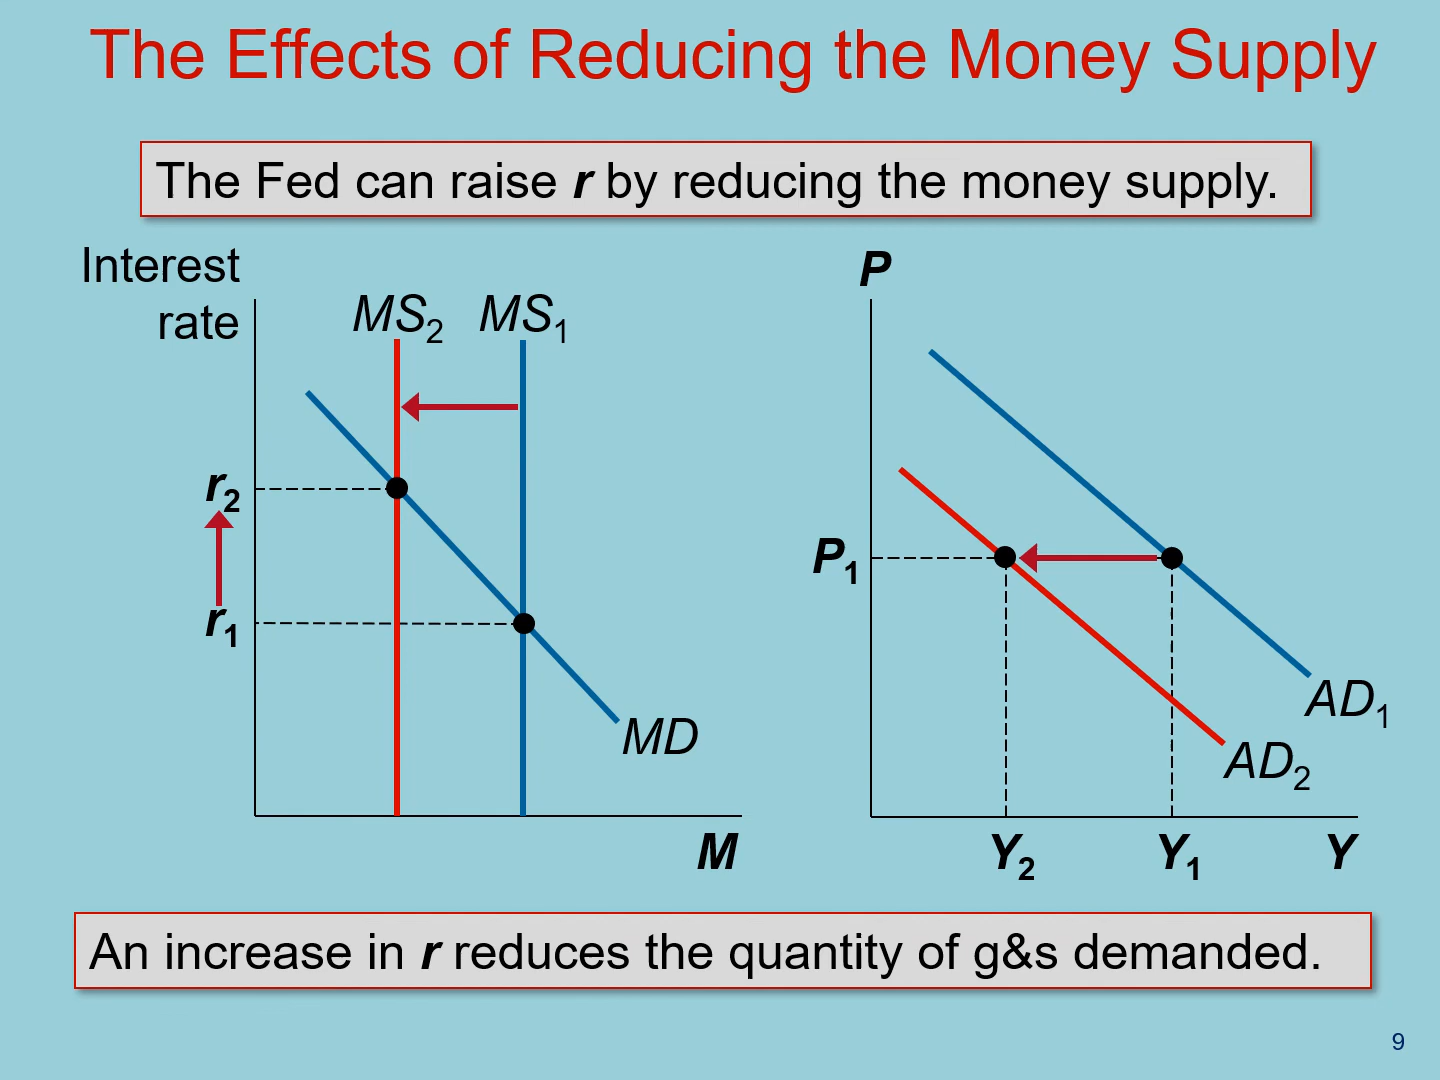 The Effects of Reducing the Money Supply
The Fed can raise r by reducing the money supply.
Interest
rate
MS2 MS1
r2
r1
MD
M
P
P1
AD1
AD2
Y2 Y1 Y
An increase in r reduces the quantity of g&s demanded.
9